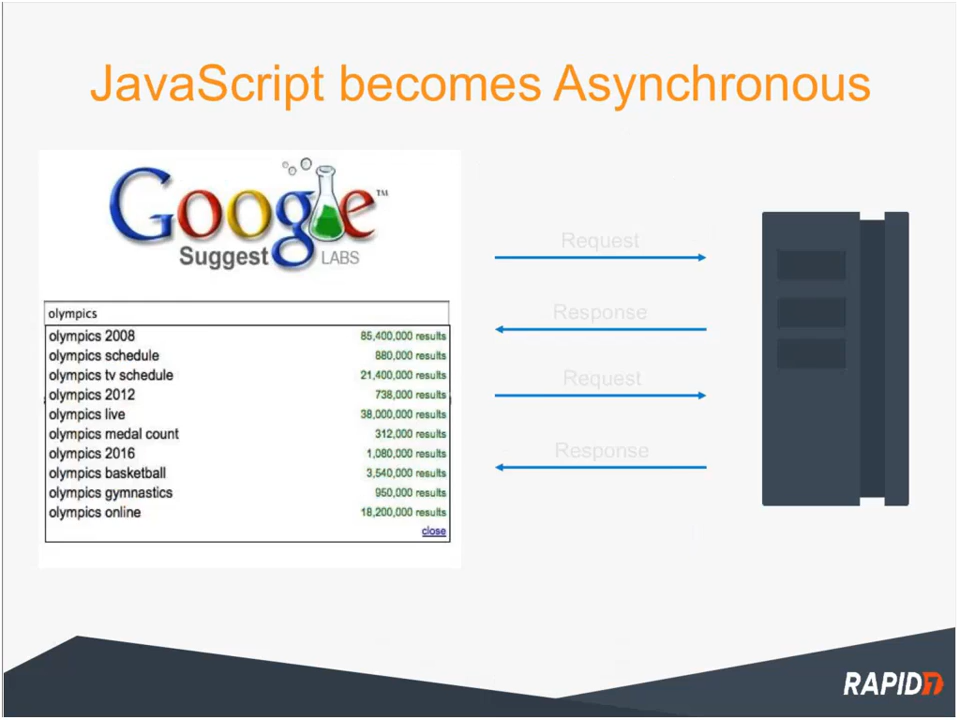 JavaScript becomes Asynchronous
Google™
Suggest LABS
olympics
olympics 2008 85,400,000 results
olympics schedule 880,000 results
olympics tv schedule 21,400,000 results
olympics 2012 738,000 results
olympics live 38,000,000 results
olympics medal count 312,000 results
olympics 2016 1,080,000 results
olympics basketball 3,540,000 results
olympics gymnastics 950,000 results
olympics online 18,200,000 results
close
Request
Response
Request
Response
RAPID7